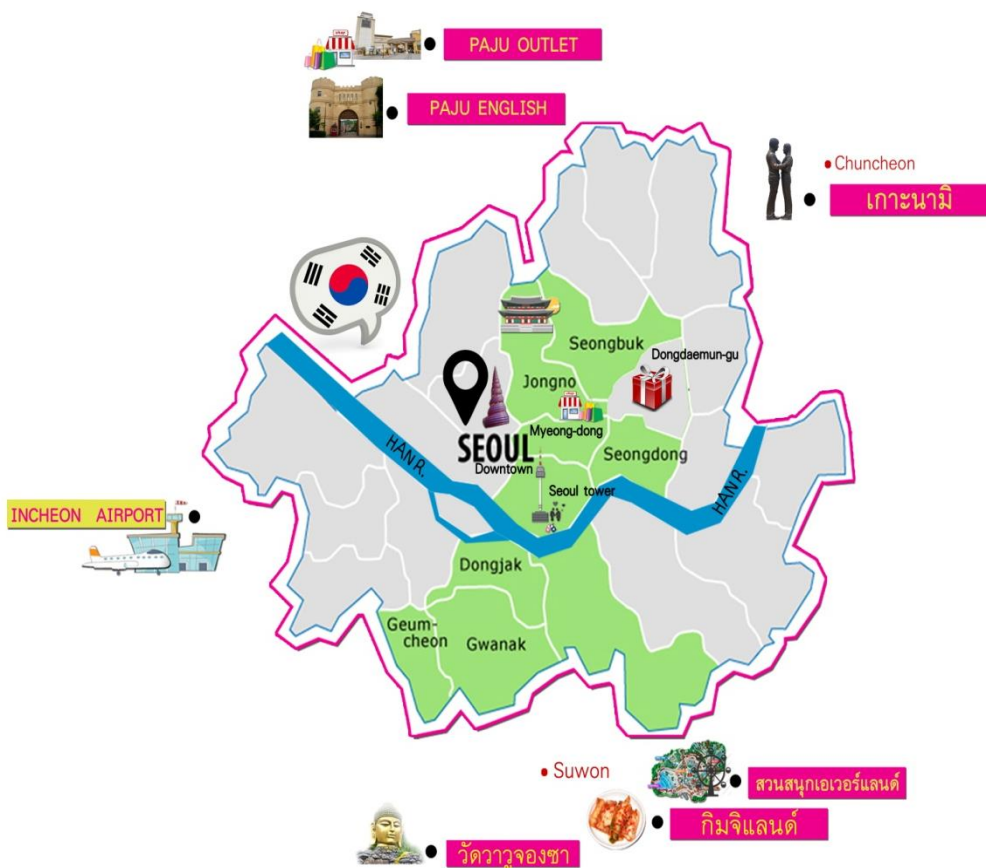 PAJU OUTLET
PAJU ENGLISH
Chuncheon
เกาะนามิ
Seongbuk
Dongdaemun-gu
Jongno
Myeong-dong
SEOUL
Downtown
Seongdong
HAN R.
HAN R.
Seoul tower
INCHEON AIRPORT
Dongjak
Geum-
cheon
Gwanak
Suwon
สวนสนุกเอเวอร์แลนด์
กิมจิแลนด์
วัดวาวูจองซา